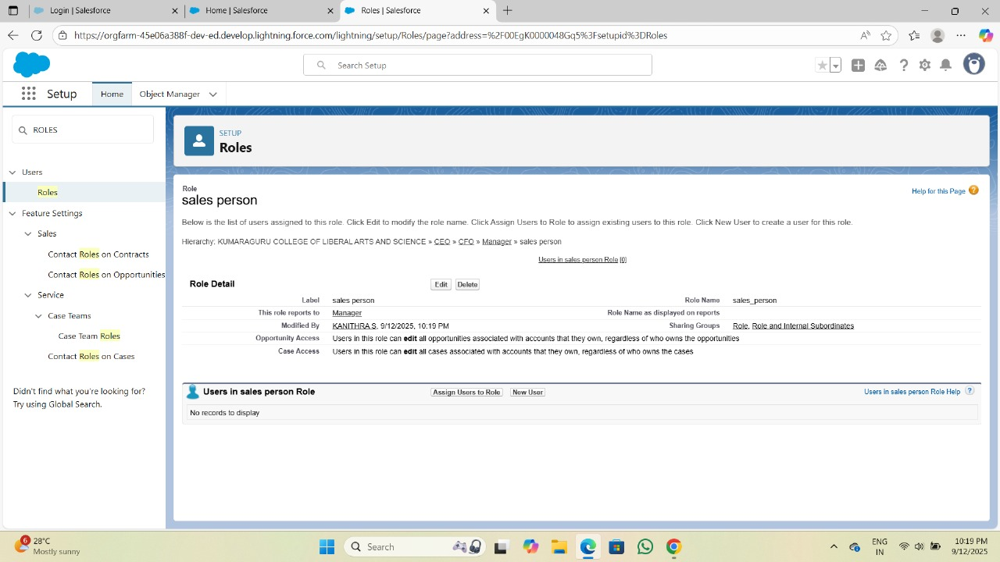 Login | Salesforce
Home | Salesforce
Roles | Salesforce
https://orgfarm-45e06a388f-dev-ed.develop.lightning.force.com/lightning/setup/Roles/page?address=%2F00EgK0000048Gq5%3Fsetupid%3DRoles
Search Setup
Setup
Home
Object Manager
ROLES
Users
Roles
Feature Settings
Sales
Contact Roles on Contracts
Contact Roles on Opportunities
Service
Case Teams
Case Team Roles
Contact Roles on Cases
Didn't find what you're looking for?
Try using Global Search.
SETUP
Roles
Role
sales person
Help for this Page
Below is the list of users assigned to this role. Click Edit to modify the role name. Click Assign Users to Role to assign existing users to this role. Click New User to create a user for this role.
Hierarchy: KUMARAGURU COLLEGE OF LIBERAL ARTS AND SCIENCE » CEO » CFO » Manager » sales person
Users in sales person Role [0]
Role Detail Edit Delete
Label sales person Role Name sales_person
This role reports to Manager Role Name as displayed on reports
Modified By KANITHRA S, 9/12/2025, 10:19 PM Sharing Groups Role, Role and Internal Subordinates
Opportunity Access Users in this role can edit all opportunities associated with accounts that they own, regardless of who owns the opportunities
Case Access Users in this role can edit all cases associated with accounts that they own, regardless of who owns the cases
Users in sales person Role Assign Users to Role New User Users in sales person Role Help ?
No records to display
6
28°C
Mostly sunny
Search
ENG
IN
10:19 PM
9/12/2025